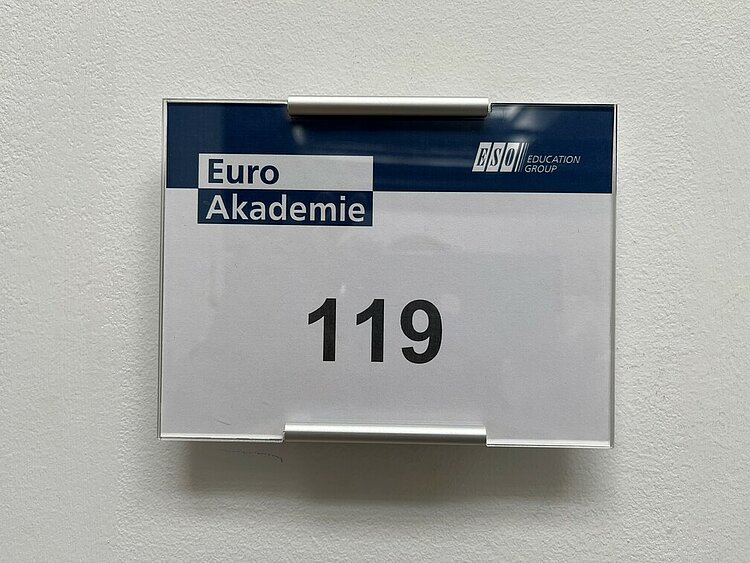 Euro
Akademie
ESO EDUCATION
GROUP
119